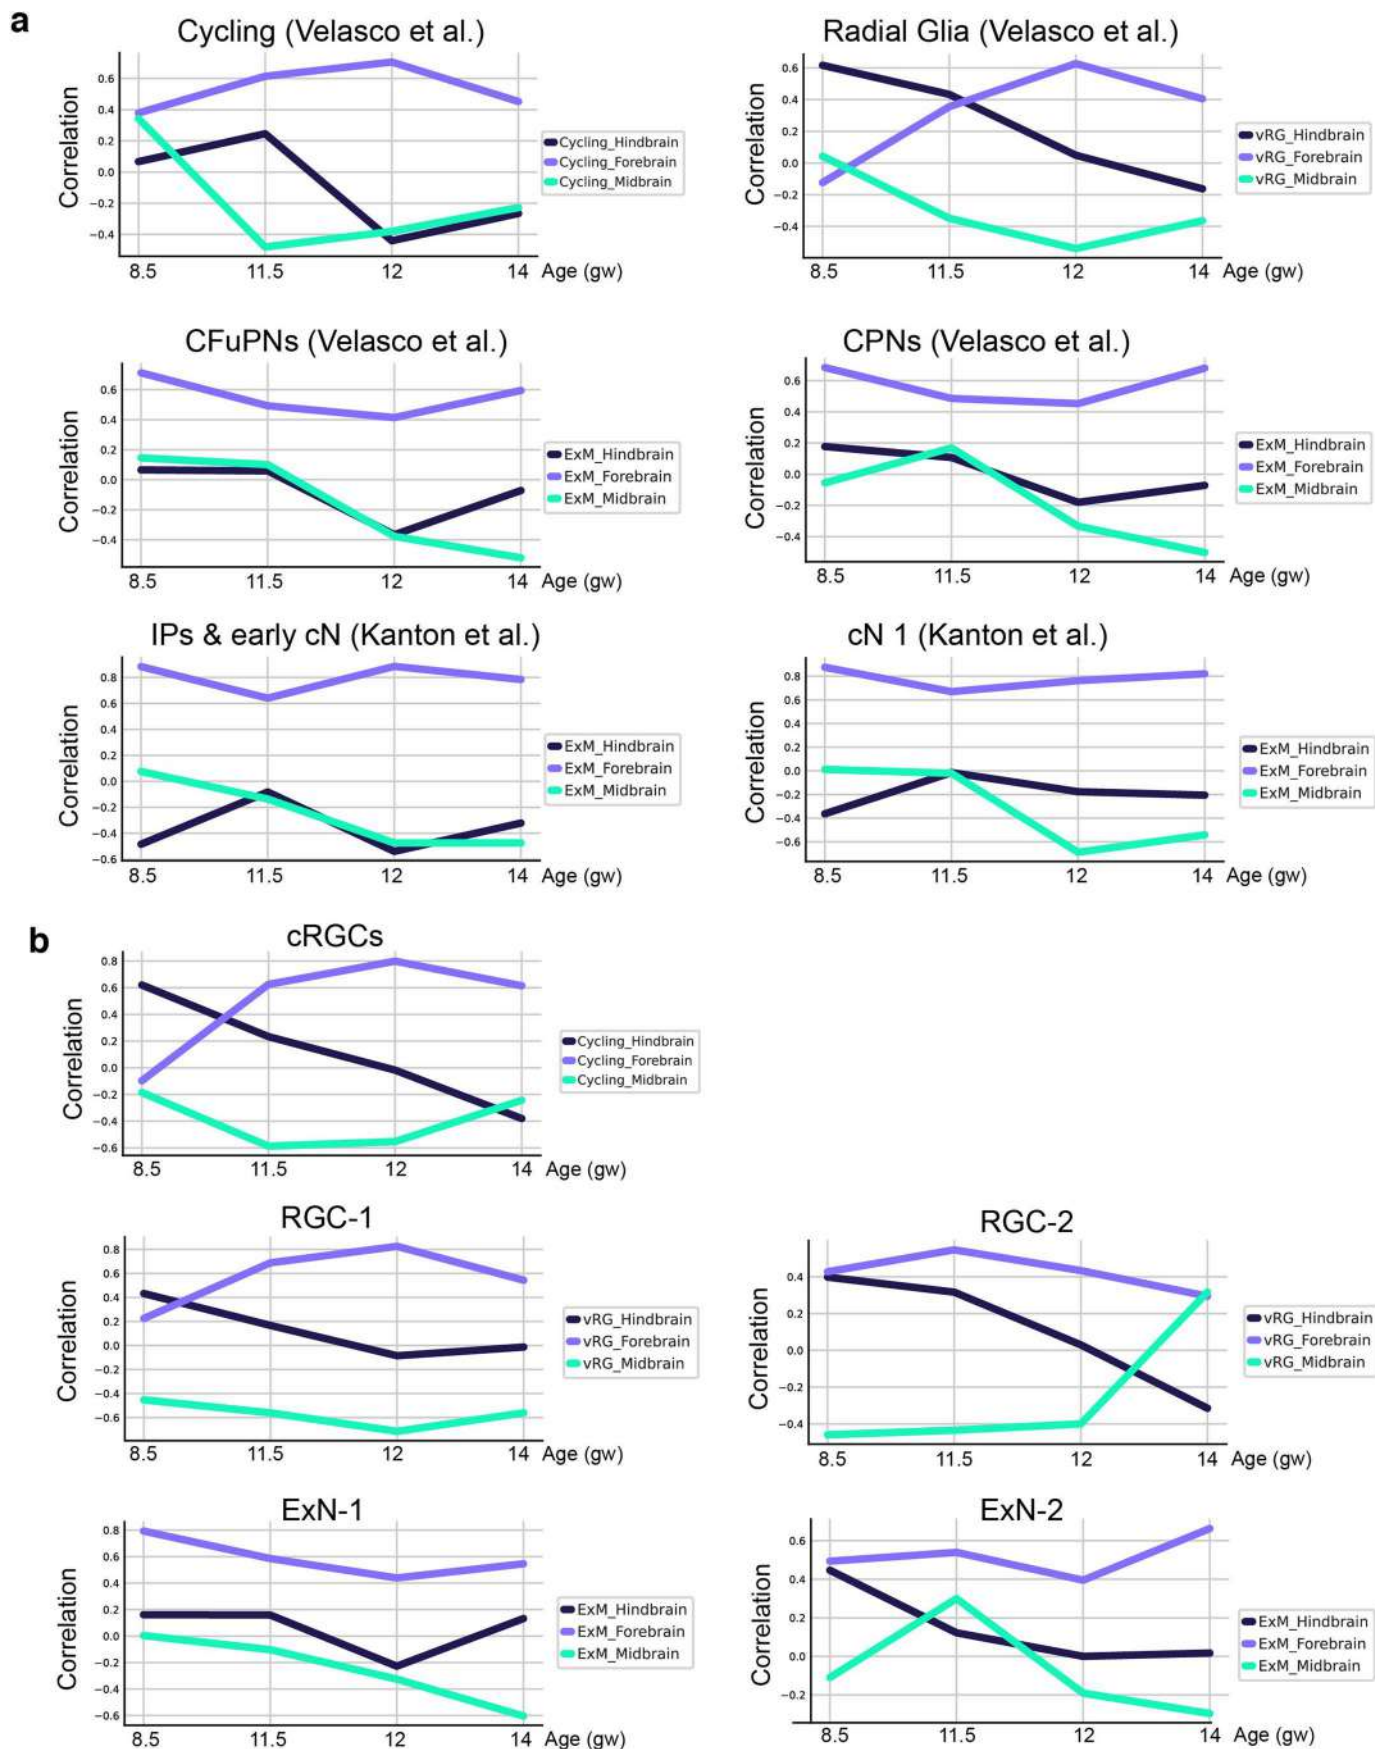 a
Cycling (Velasco et al.)
Correlation
0.6
0.4
0.2
0.0
−0.2
−0.4
8.5 11.5 12 14 Age (gw)
Cycling_Hindbrain
Cycling_Forebrain
Cycling_Midbrain
Radial Glia (Velasco et al.)
Correlation
0.6
0.4
0.2
0.0
−0.2
−0.4
8.5 11.5 12 14 Age (gw)
vRG_Hindbrain
vRG_Forebrain
vRG_Midbrain
CFuPNs (Velasco et al.)
Correlation
0.6
0.4
0.2
0.0
−0.2
−0.4
8.5 11.5 12 14 Age (gw)
ExM_Hindbrain
ExM_Forebrain
ExM_Midbrain
CPNs (Velasco et al.)
Correlation
0.6
0.4
0.2
0.0
−0.2
−0.4
8.5 11.5 12 14 Age (gw)
ExM_Hindbrain
ExM_Forebrain
ExM_Midbrain
IPs & early cN (Kanton et al.)
Correlation
0.8
0.6
0.4
0.2
0.0
−0.2
−0.4
−0.6
8.5 11.5 12 14 Age (gw)
ExM_Hindbrain
ExM_Forebrain
ExM_Midbrain
cN 1 (Kanton et al.)
Correlation
0.8
0.6
0.4
0.2
0.0
−0.2
−0.4
−0.6
8.5 11.5 12 14 Age (gw)
ExM_Hindbrain
ExM_Forebrain
ExM_Midbrain
b
cRGCs
Correlation
0.8
0.6
0.4
0.2
0.0
−0.2
−0.4
−0.6
8.5 11.5 12 14 Age (gw)
Cycling_Hindbrain
Cycling_Forebrain
Cycling_Midbrain
RGC-1
Correlation
0.8
0.6
0.4
0.2
0.0
−0.2
−0.4
−0.6
8.5 11.5 12 14 Age (gw)
vRG_Hindbrain
vRG_Forebrain
vRG_Midbrain
RGC-2
Correlation
0.4
0.2
0.0
−0.2
−0.4
8.5 11.5 12 14 Age (gw)
vRG_Hindbrain
vRG_Forebrain
vRG_Midbrain
ExN-1
Correlation
0.8
0.6
0.4
0.2
0.0
−0.2
−0.4
−0.6
8.5 11.5 12 14 Age (gw)
ExM_Hindbrain
ExM_Forebrain
ExM_Midbrain
ExN-2
Correlation
0.6
0.4
0.2
0.0
−0.2
8.5 11.5 12 14 Age (gw)
ExM_Hindbrain
ExM_Forebrain
ExM_Midbrain